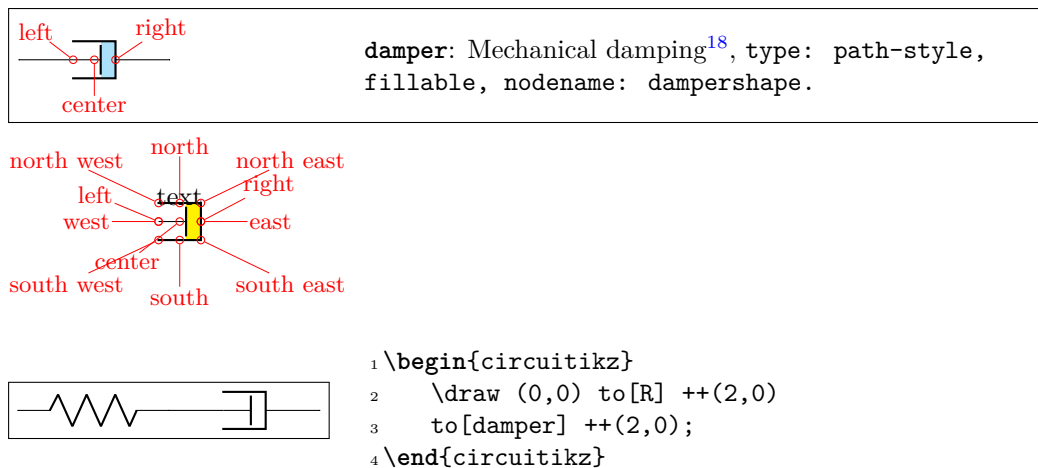 left
right
center
damper: Mechanical damping18, type: path-style,
fillable, nodename: dampershape.
north
north west
north east
text
right
left
west
east
center
south west
south east
south
1 \begin{circuitikz}
2 \draw (0,0) to[R] ++(2,0)
3 to[damper] ++(2,0);
4 \end{circuitikz}